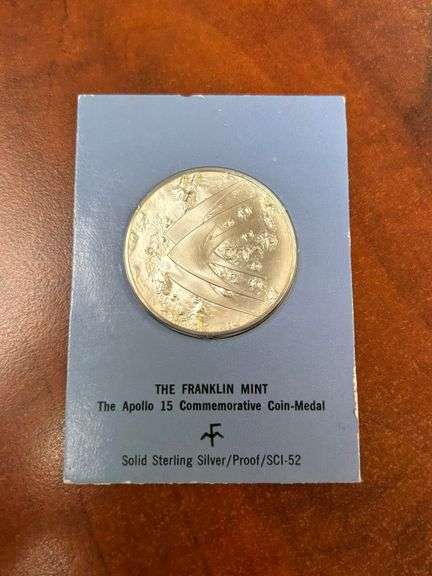 THE FRANKLIN MINT
The Apollo 15 Commemorative Coin-Medal
Solid Sterling Silver/Proof/SCI-52